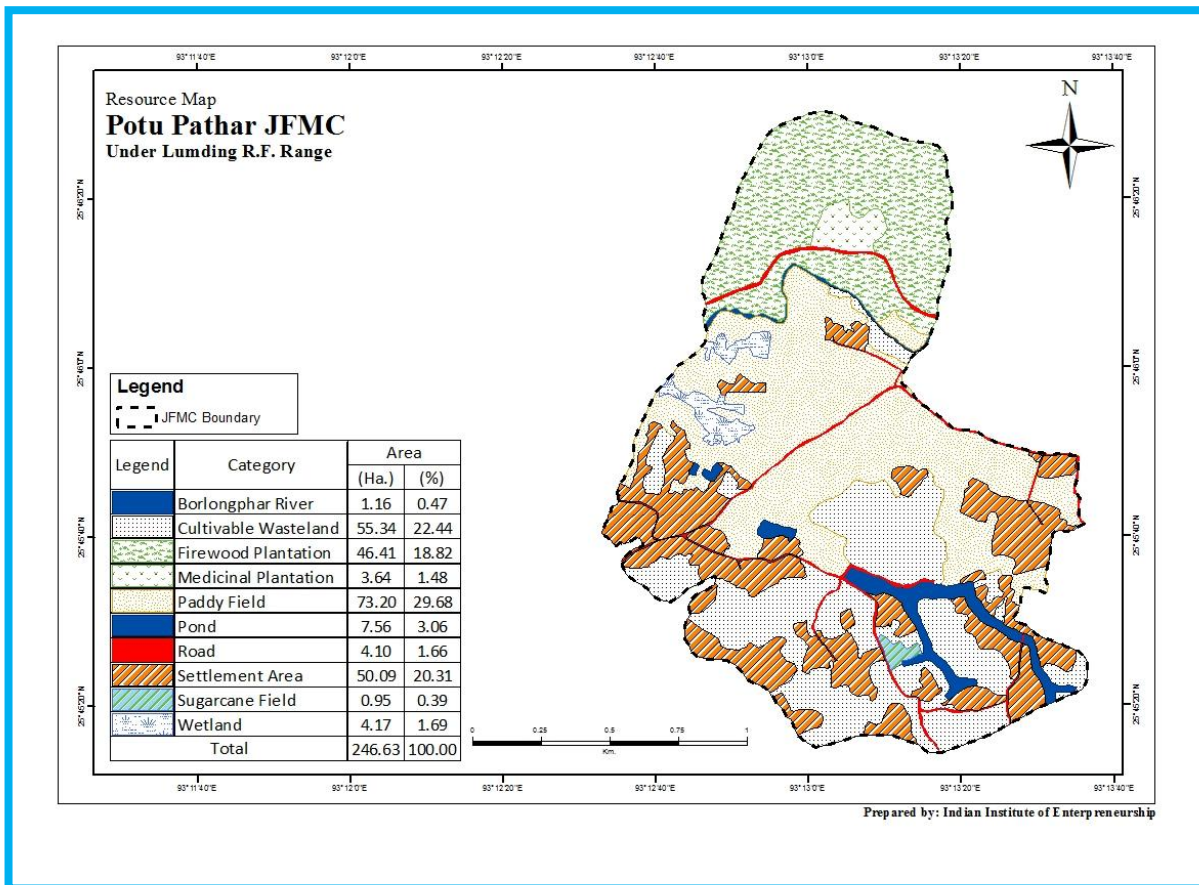 93°11'40"E 93°12'0"E 93°12'20"E 93°12'40"E 93°13'0"E 93°13'20"E 93°13'40"E
Resource Map
Potu Pathar JFMC
Under Lumding R.F. Range
N
25°46'20"N 25°46'20"N
25°46'0"N 25°46'0"N
Legend
JFMC Boundary
Legend Category Area
(Ha.) (%)
Borlongphar River 1.16 0.47
Cultivable Wasteland 55.34 22.44
Firewood Plantation 46.41 18.82
Medicinal Plantation 3.64 1.48
Paddy Field 73.20 29.68
Pond 7.56 3.06
Road 4.10 1.66
Settlement Area 50.09 20.31
Sugarcane Field 0.95 0.39
Wetland 4.17 1.69
Total 246.63 100.00
25°45'40"N 25°45'40"N
25°45'20"N 25°45'20"N
0 0.25 0.5 0.75 1
Km.
93°11'40"E 93°12'0"E 93°12'20"E 93°12'40"E 93°13'0"E 93°13'20"E 93°13'40"E
Prepared by: Indian Institute of Enterpreneurship